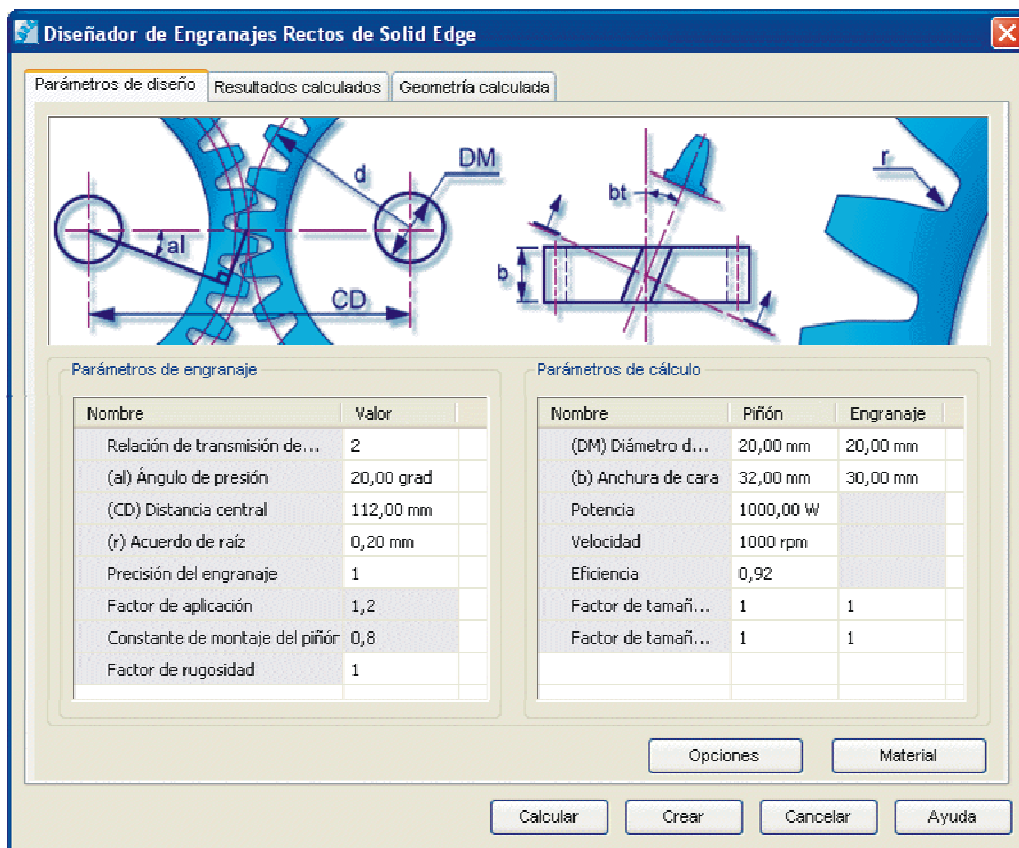 Diseñador de Engranajes Rectos de Solid Edge
Parámetros de diseño
Resultados calculados
Geometría calculada
d
DM
al
CD
bt
b
r
Parámetros de engranaje
Nombre Valor
Relación de transmisión de... 2
(al) Ángulo de presión 20,00 grad
(CD) Distancia central 112,00 mm
(r) Acuerdo de raíz 0,20 mm
Precisión del engranaje 1
Factor de aplicación 1,2
Constante de montaje del piñór 0,8
Factor de rugosidad 1
Parámetros de cálculo
Nombre Piñón Engranaje
(DM) Diámetro d... 20,00 mm 20,00 mm
(b) Anchura de cara 32,00 mm 30,00 mm
Potencia 1000,00 W
Velocidad 1000 rpm
Eficiencia 0,92
Factor de tamañ... 1 1
Factor de tamañ... 1 1
Opciones
Material
Calcular
Crear
Cancelar
Ayuda